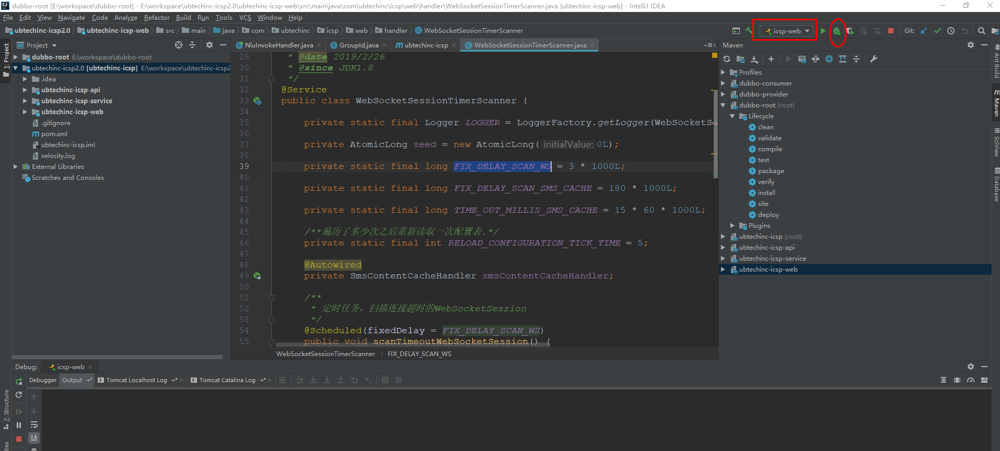 dubbo-root [E:\workspace\dubbo-root] - E:\workspace\ubtechinc-icsp2.0\ubtechinc-icsp-web\src\main\java\com\ubtechinc\icsp\web\handler\WebSocketSessionTimerScanner.java [ubtechinc-icsp-web] - IntelliJ IDEA
File Edit View Navigate Code Analyze Refactor Build Run Tools VCS Window Help
ubtechinc-icsp2.0 ubtechinc-icsp-web src main java com ubtechinc icsp web handler WebSocketSessionTimerScanner icsp-web Git:
Project NluInvokeHandler.java GroupId.java ubtechinc-icsp WebSocketSessionTimerScanner.java Maven
1: Project
dubbo-root E:\workspace\dubbo-root
ubtechinc-icsp2.0 [ubtechinc-icsp] E:\workspace\ubtechinc-icsp2
.idea
ubtechinc-icsp-api
ubtechinc-icsp-service
ubtechinc-icsp-web
.gitignore
pom.xml
ubtechinc-icsp.iml
velocity.log
External Libraries
Scratches and Consoles
29 * @date 2019/2/26
30 * @since JDK1.8
31 */
32 @Service
33 public class WebSocketSessionTimerScanner {
34
35 private static final Logger LOGGER = LoggerFactory.getLogger(WebSocketSe
36
37 private AtomicLong seed = new AtomicLong( initialValue: 0L);
38
39 private static final long FIX_DELAY_SCAN_WS = 3 * 1000L;
40
41 private static final long FIX_DELAY_SCAN_SMS_CACHE = 180 * 1000L;
42
43 private static final long TIME_OUT_MILLIS_SMS_CACHE = 15 * 60 * 1000L;
44
45 /**遍历了多少次之后重新读取一次配置表.*/
46 private static final int RELOAD_CONFIGURATION_TICK_TIME = 5;
47
48 @Autowired
49 private SmsContentCacheHandler smsContentCacheHandler;
50
51 /**
52 * 定时任务，扫描连接超时的WebSocketSession
53 */
54 @Scheduled(fixedDelay = FIX_DELAY_SCAN_WS)
55 public void scanTimeoutWebSocketSession() {
WebSocketSessionTimerScanner FIX_DELAY_SCAN_WS
Profiles
dubbo-consumer
dubbo-provider
dubbo-root (root)
Lifecycle
clean
validate
compile
test
package
verify
install
site
deploy
Plugins
ubtechinc-icsp (root)
ubtechinc-icsp-api
ubtechinc-icsp-service
ubtechinc-icsp-web
Ant Build
Maven
SciView
Database
Debug: icsp-web
Debugger Output Tomcat Localhost Log Tomcat Catalina Log
7: Structure